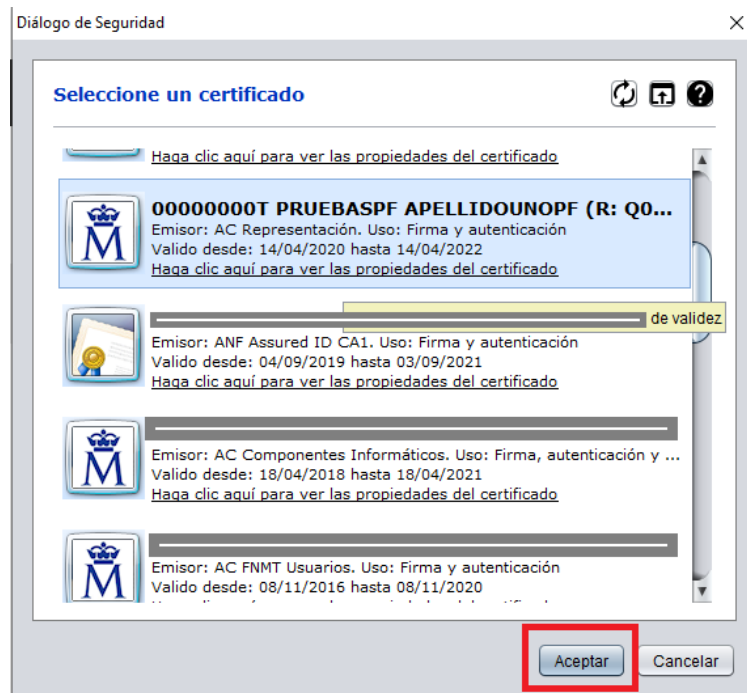 Diálogo de Seguridad
Seleccione un certificado
Haga clic aquí para ver las propiedades del certificado
00000000T PRUEBASPF APELLIDOUNOPF (R: Q0...
Emisor: AC Representación. Uso: Firma y autenticación
Valido desde: 14/04/2020 hasta 14/04/2022
Haga clic aquí para ver las propiedades del certificado
de validez
Emisor: ANF Assured ID CA1. Uso: Firma y autenticación
Valido desde: 04/09/2019 hasta 03/09/2021
Haga clic aquí para ver las propiedades del certificado
Emisor: AC Componentes Informáticos. Uso: Firma, autenticación y ...
Valido desde: 18/04/2018 hasta 18/04/2021
Haga clic aquí para ver las propiedades del certificado
Emisor: AC FNMT Usuarios. Uso: Firma y autenticación
Valido desde: 08/11/2016 hasta 08/11/2020
Aceptar Cancelar